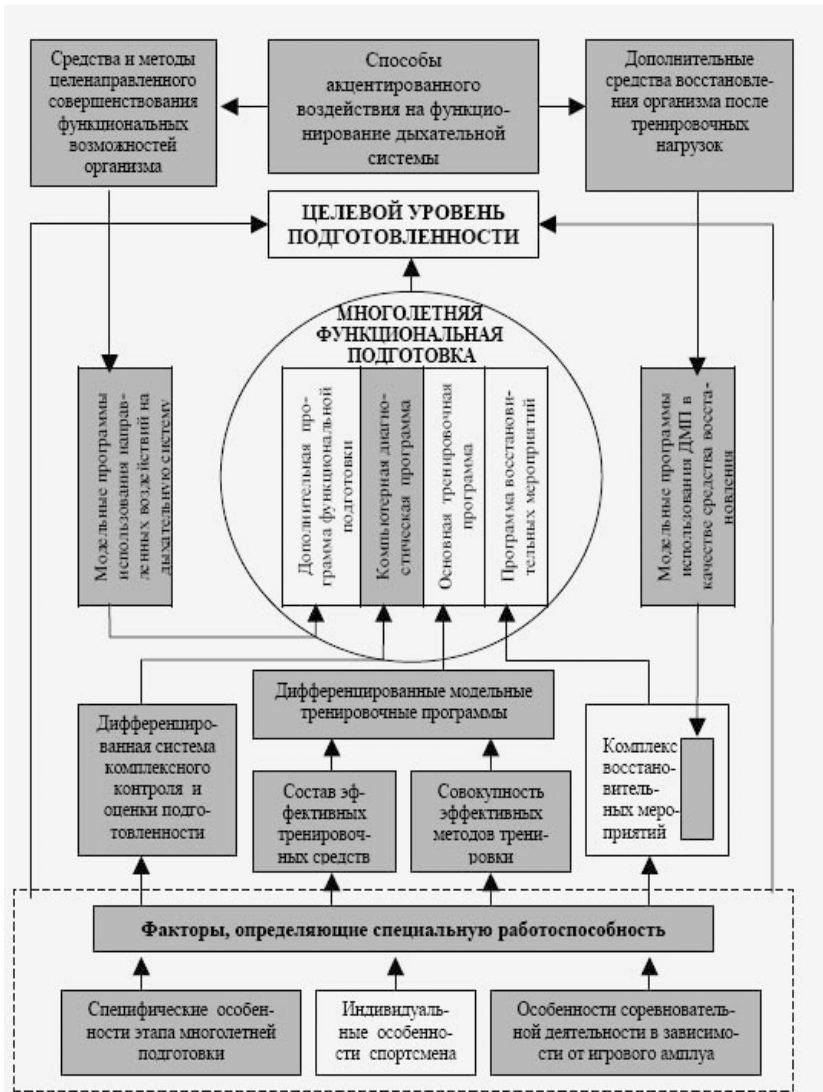 Средства и методы
целенаправленного
совершенствования
функциональных
возможностей
организма
Способы
акцентированного
воздействия на функцио-
нирование дыхательной
системы
Дополнительные
средства восстановле-
ния организма после
тренировочных
нагрузок
ЦЕЛЕВОЙ УРОВЕНЬ
ПОДГОТОВЛЕННОСТИ
МНОГОЛЕТНЯЯ
ФУНКЦИОНАЛЬНАЯ
ПОДГОТОВКА
Модельные программы
использования направ-
ленных воздействий на
дыхательную систему
Дополнительная про-
грамма функциональной
подготовки
Компьютерная диагно-
стическая программа
Основная тренировочная
программа
Программа восстанови-
тельных мероприятий
Модельные программы
использования ДМП в
качестве средства восста-
новления
Дифференцированные модельные
тренировочные программы
Дифференциро-
ванная система
комплексного
контроля и
оценки подго-
товленности
Состав эф-
фективных
тренировоч-
ных средств
Совокупность
эффективных
методов трени-
ровки
Комплекс
восстано-
витель-
ных меро-
приятий
Факторы, определяющие специальную работоспособность
Специфические особен-
ности этапа многолетней
подготовки
Индивидуаль-
ные особенно-
сти спортсмена
Особенности соревнователь-
ной деятельности в зависимо-
сти от игрового амплуа